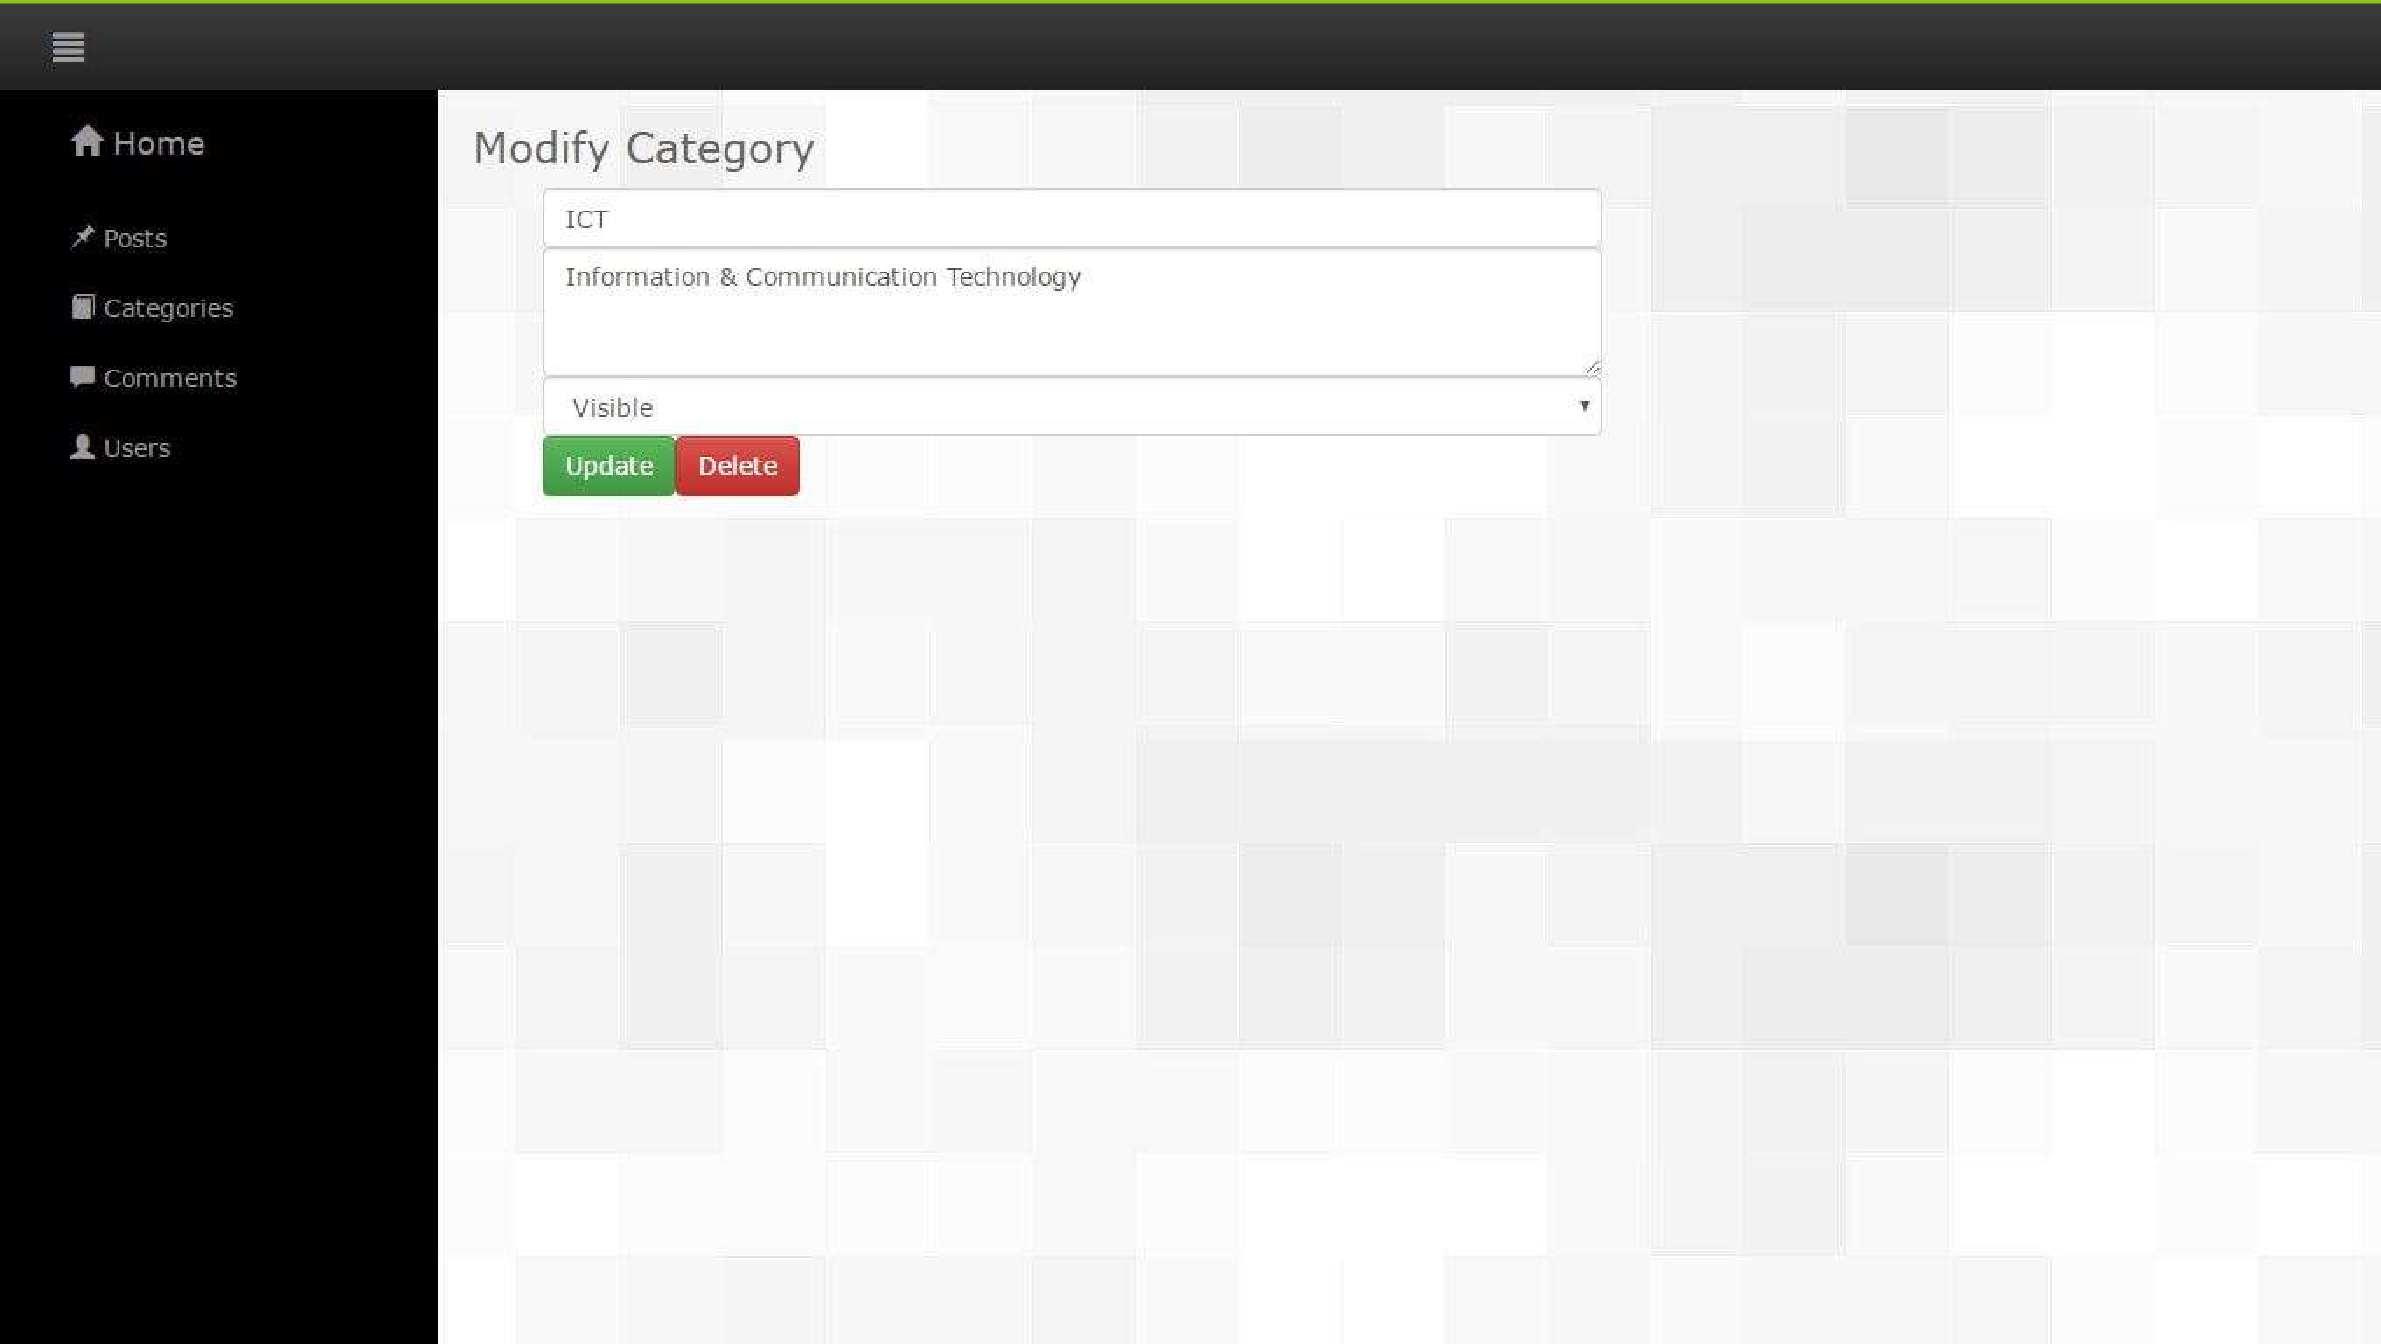 Home
Posts
Categories
Comments
Users
Modify Category
ICT
Information & Communication Technology
Visible
Update Delete